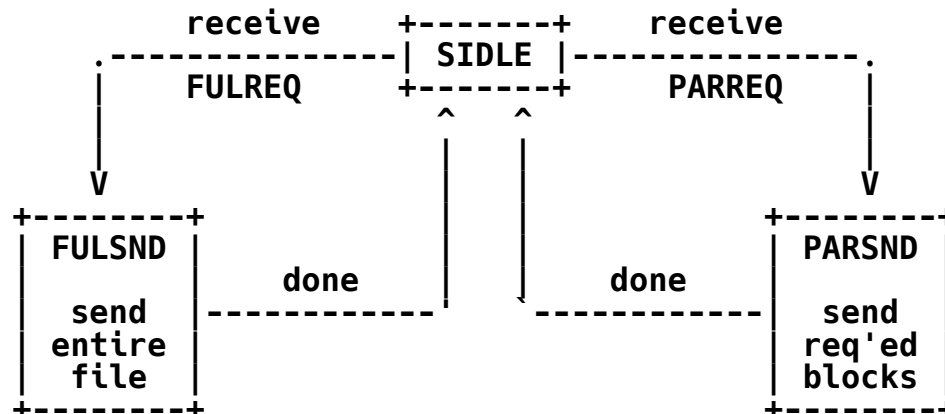 receive receive
SIDLE
FULREQ PARREQ
FULSND PARSND
done done
send send
entire req'ed
file blocks